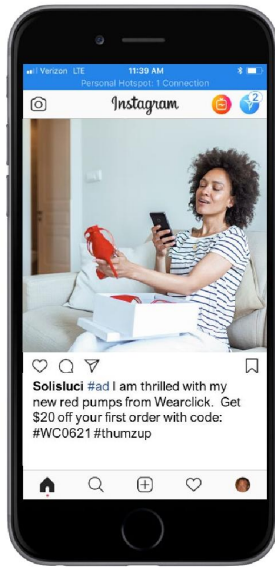 Verizon LTE 11:39 AM
Personal Hotspot: 1 Connection
Instagram
2
Solisluci #ad I am thrilled with my
new red pumps from Wearclick. Get
$20 off your first order with code:
#WC0621 #thumzup